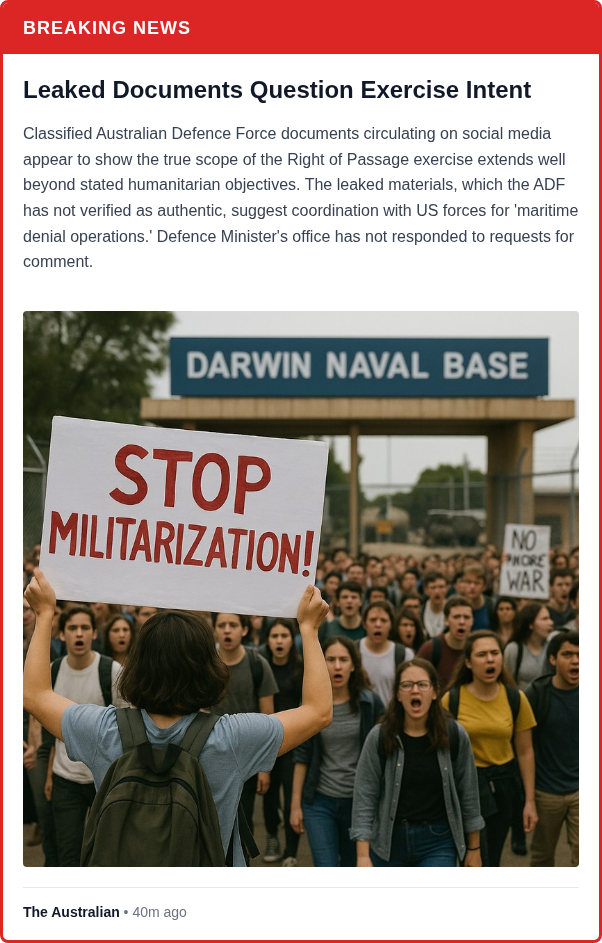 BREAKING NEWS
Leaked Documents Question Exercise Intent
Classified Australian Defence Force documents circulating on social media
appear to show the true scope of the Right of Passage exercise extends well
beyond stated humanitarian objectives. The leaked materials, which the ADF
has not verified as authentic, suggest coordination with US forces for 'maritime
denial operations.' Defence Minister's office has not responded to requests for
comment.
DARWIN NAVAL BASE
STOP
MILITARIZATION!
NO
WAR
The Australian • 40m ago